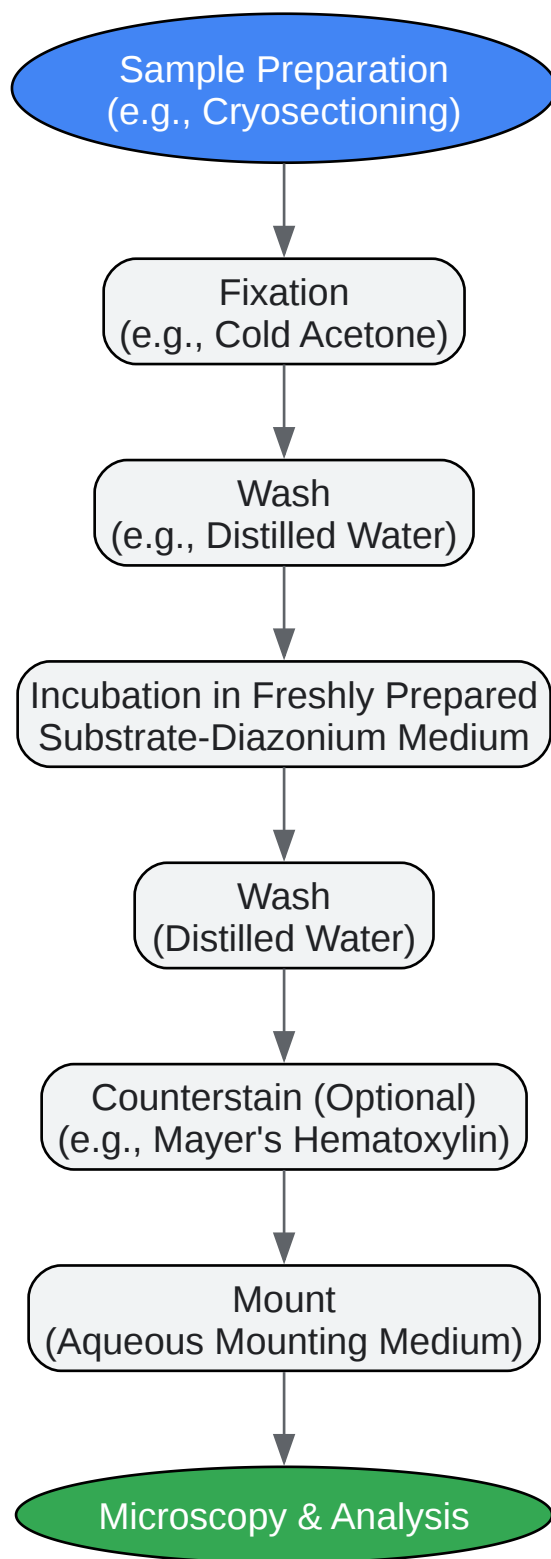 Sample Preparation
(e.g., Cryosectioning)
Fixation
(e.g., Cold Acetone)
Wash
(e.g., Distilled Water)
Incubation in Freshly Prepared
Substrate-Diazonium Medium
Wash
(Distilled Water)
Counterstain (Optional)
(e.g., Mayer's Hematoxylin)
Mount
(Aqueous Mounting Medium)
Microscopy & Analysis